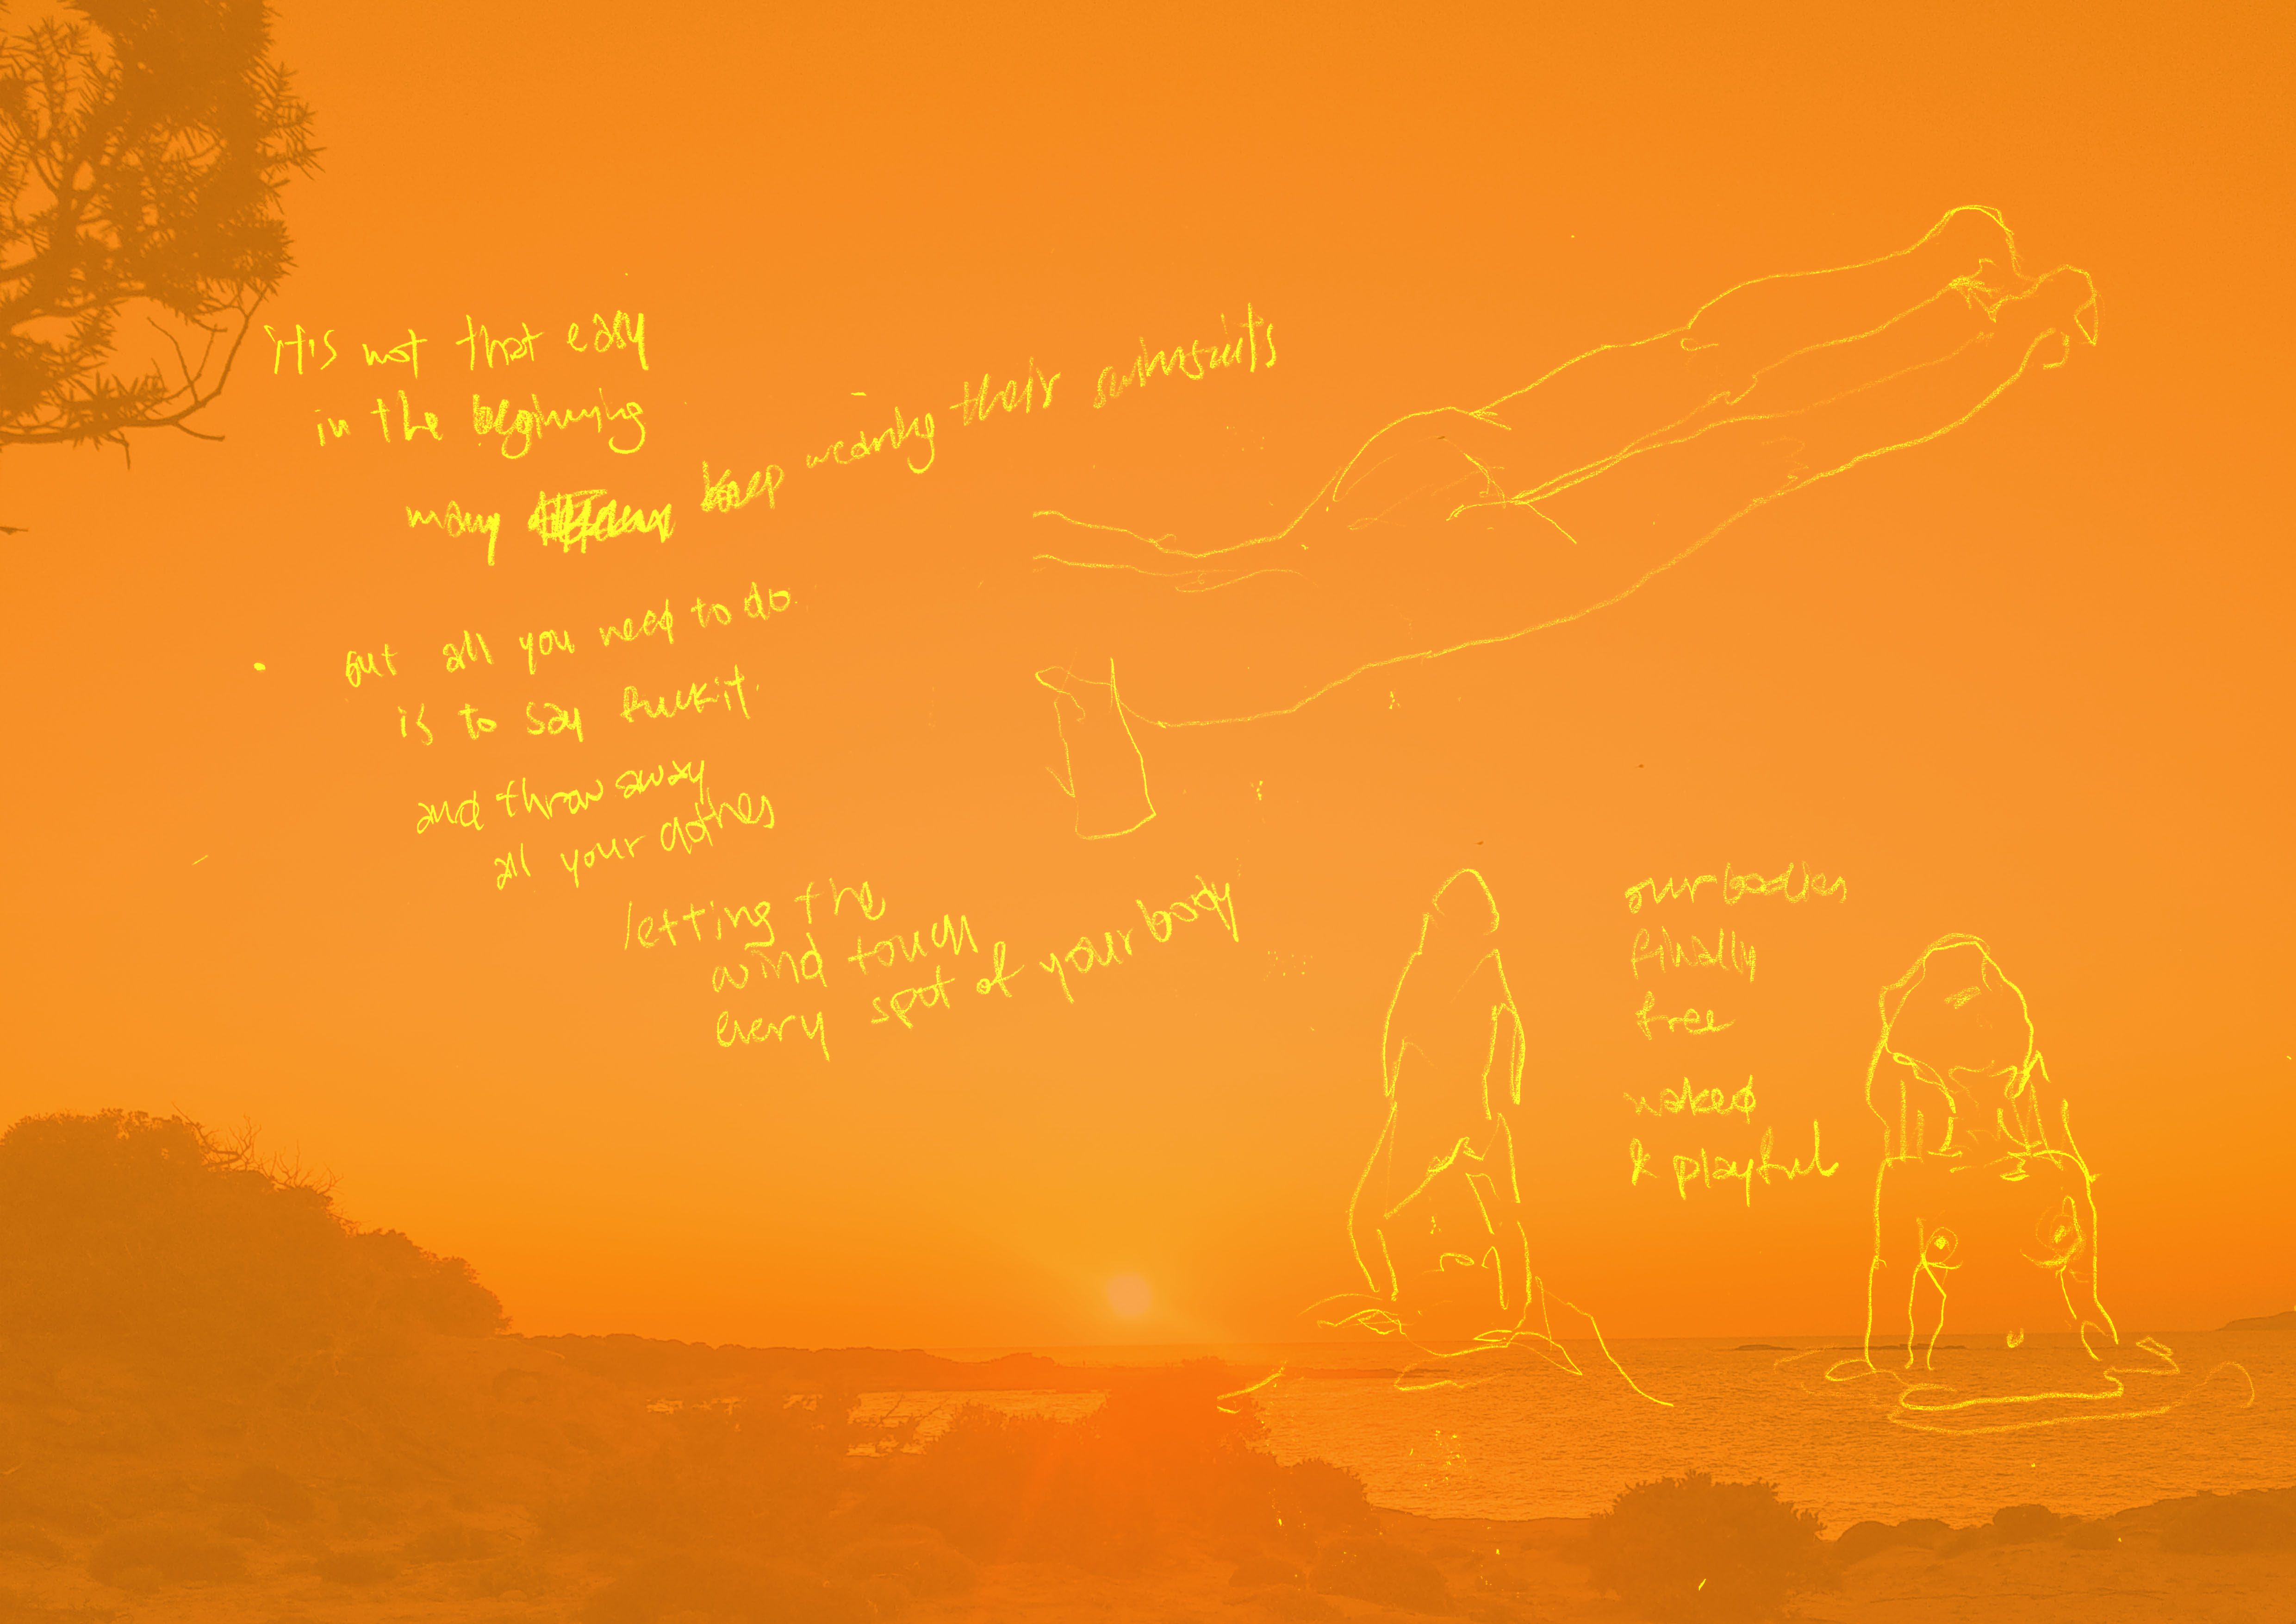 it's not that easy
in the beginning
many keep wearing their swimsuits
but all you need to do
is to say fuck it.
and throw away
all your clothes
letting the
wind touch
every spot of your body
our bodies
finally
free
naked
& playful